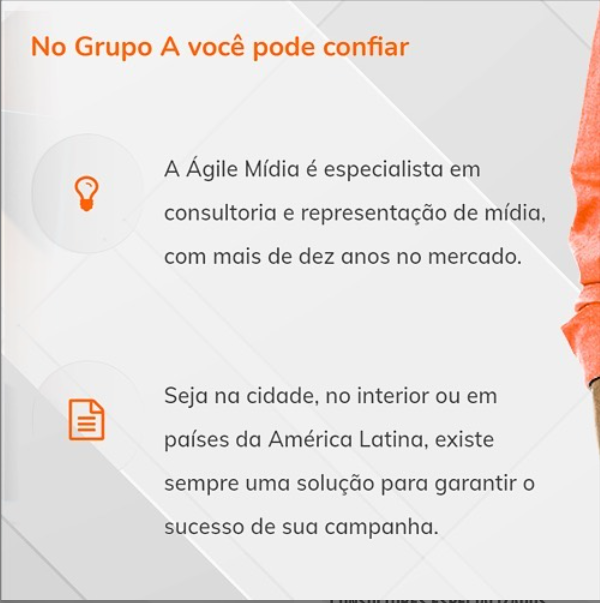 No Grupo A você pode confiar
A Ágile Mídia é especialista em
consultoria e representação de mídia,
com mais de dez anos no mercado.
Seja na cidade, no interior ou em
países da América Latina, existe
sempre uma solução para garantir o
sucesso de sua campanha.